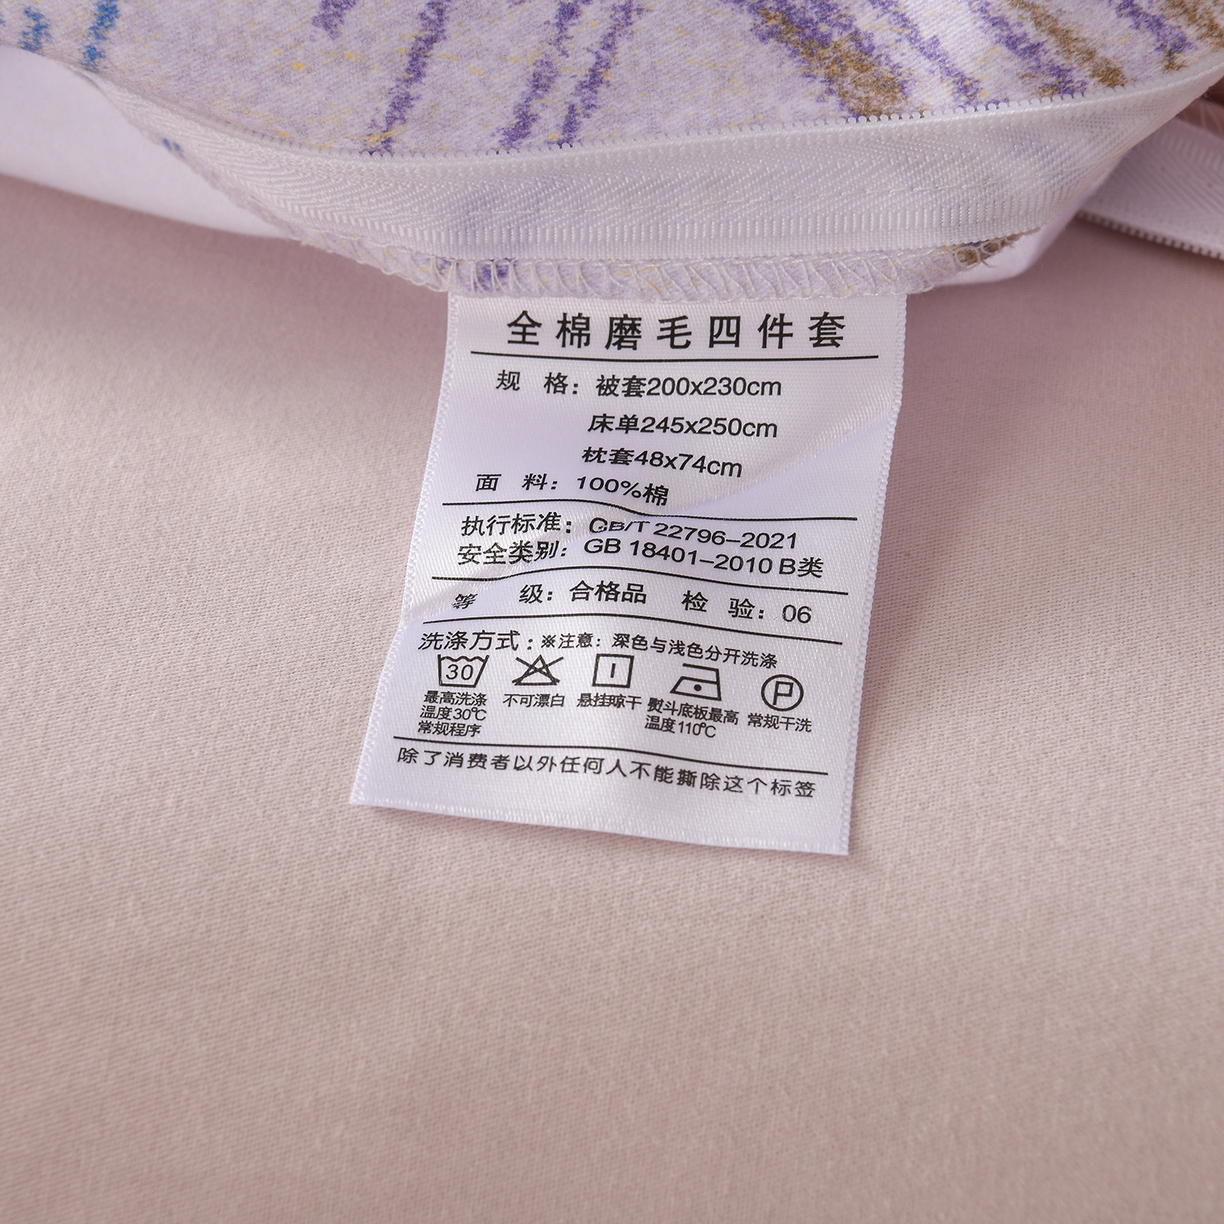 全棉磨毛四件套
规 格：被套200x230cm
床单245x250cm
枕套48x74cm
面 料：100%棉
执行标准：GB/T 22796-2021
安全类别：GB 18401-2010 B类
等 级：合格品 检 验：06
洗涤方式：※注意：深色与浅色分开洗涤
30
P
最高洗涤温度30℃常规程序
不可漂白
悬挂晾干
熨斗底板最高温度110℃
常规干洗
除了消费者以外任何人不能撕除这个标签